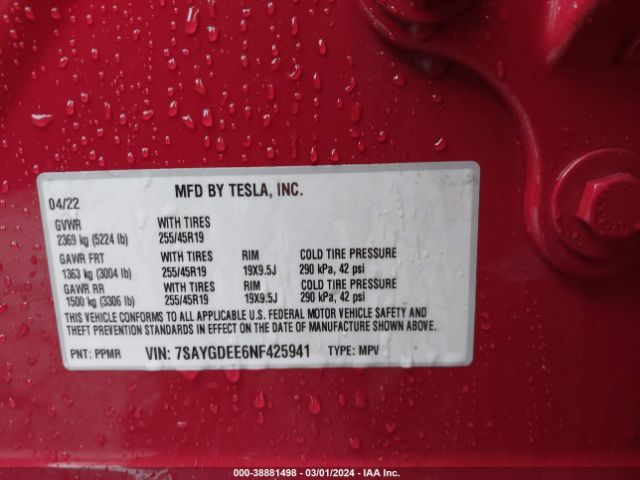 MFD BY TESLA, INC.
04/22
GVWR WITH TIRES
2369 kg (5224 lb) 255/45R19
GAWR FRT WITH TIRES RIM COLD TIRE PRESSURE
1363 kg (3004 lb) 255/45R19 19X9.5J 290 kPa, 42 psi
GAWR RR WITH TIRES RIM COLD TIRE PRESSURE
1500 kg (3306 lb) 255/45R19 19X9.5J 290 kPa, 42 psi
THIS VEHICLE CONFORMS TO ALL APPLICABLE U.S. FEDERAL MOTOR VEHICLE SAFETY AND
THEFT PREVENTION STANDARDS IN EFFECT ON THE DATE OF MANUFACTURE SHOWN ABOVE.
PNT: PPMR VIN: 7SAYGDEE6NF425941 TYPE: MPV
000-38881498 - 03/01/2024 - IAA Inc.